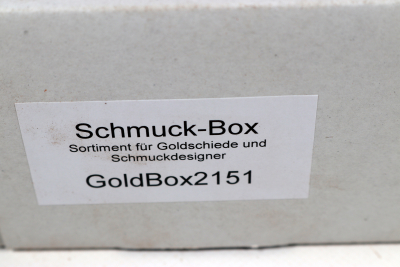 Schmuck-Box
Sortiment für Goldschiede und
Schmuckdesigner
GoldBox2151